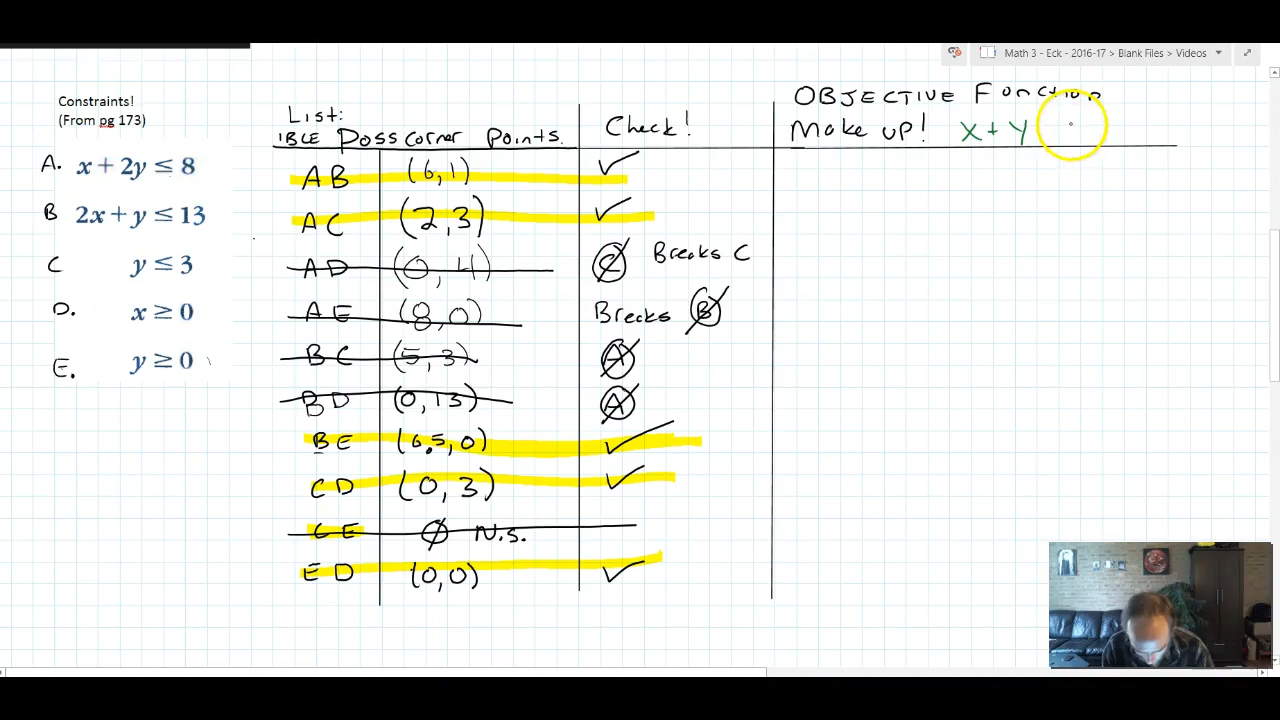 Math 3 - Eck - 2016-17 > Blank Files > Videos
Constraints!
(From pg 173)
A. x + 2y ≤ 8
B 2x + y ≤ 13
C y ≤ 3
D. x ≥ 0
E. y ≥ 0
List:
IBLE Poss corner Points.
Check!
OBJECTIVE Function
Make up! X + Y
AB (6,1) ✓
AC (2,3) ✓
AD (0,4) C Breaks C
AE (8,0) Breaks B
BC (5,3) A
BD (0,13) A
BE (6.5,0) ✓
CD (0,3) ✓
CE ∅ N.S.
ED (0,0) ✓